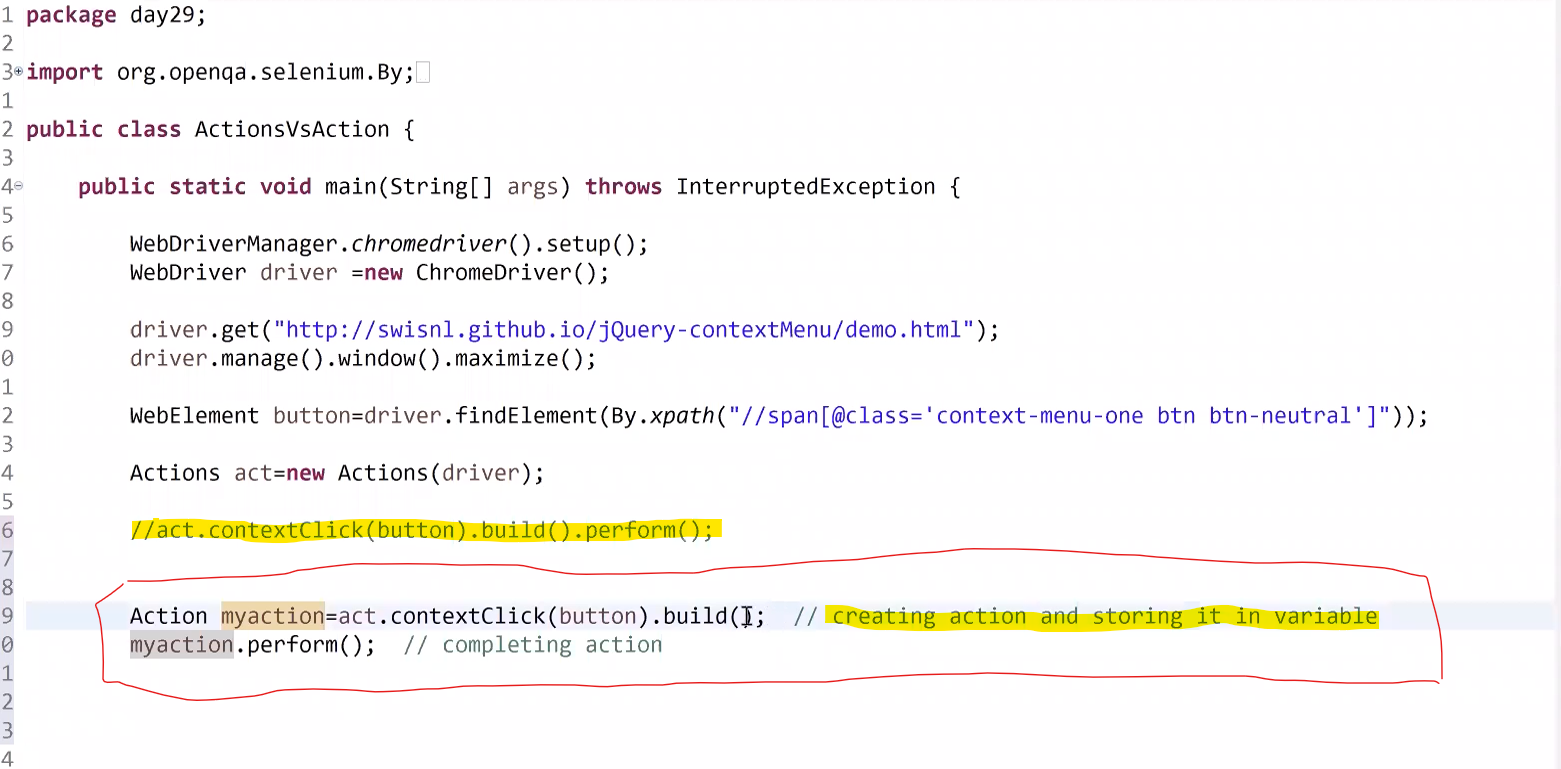 1 package day29;
2
3 import org.openqa.selenium.By;
1
2 public class ActionsVsAction {
3
4 public static void main(String[] args) throws InterruptedException {
5
6 WebDriverManager.chromedriver().setup();
7 WebDriver driver =new ChromeDriver();
8
9 driver.get("http://swisnl.github.io/jQuery-contextMenu/demo.html");
0 driver.manage().window().maximize();
1
2 WebElement button=driver.findElement(By.xpath("//span[@class='context-menu-one btn btn-neutral']"));
3
4 Actions act=new Actions(driver);
5
6 //act.contextClick(button).build().perform();
7
8
9 Action myaction=act.contextClick(button).build(); // creating action and storing it in variable
0 myaction.perform(); // completing action
1
2
3
4